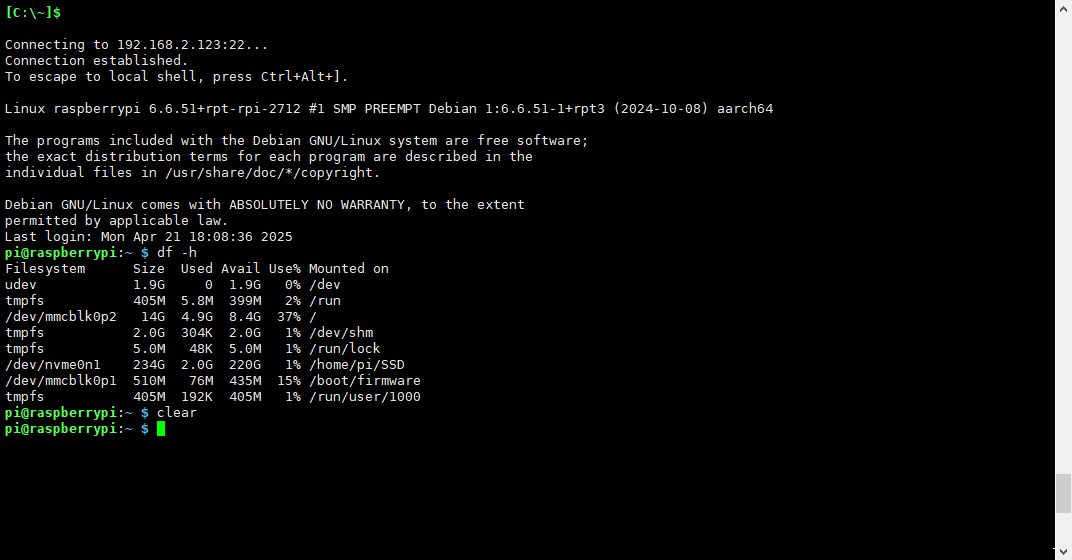 [C:\~]$
Connecting to 192.168.2.123:22...
Connection established.
To escape to local shell, press Ctrl+Alt+].
Linux raspberrypi 6.6.51+rpt-rpi-2712 #1 SMP PREEMPT Debian 1:6.6.51-1+rpt3 (2024-10-08) aarch64
The programs included with the Debian GNU/Linux system are free software;
the exact distribution terms for each program are described in the
individual files in /usr/share/doc/*/copyright.
Debian GNU/Linux comes with ABSOLUTELY NO WARRANTY, to the extent
permitted by applicable law.
Last login: Mon Apr 21 18:08:36 2025
pi@raspberrypi:~ $ df -h
Filesystem      Size  Used Avail Use% Mounted on
udev            1.9G     0  1.9G   0% /dev
tmpfs           405M  5.8M  399M   2% /run
/dev/mmcblk0p2   14G  4.9G  8.4G  37% /
tmpfs           2.0G  304K  2.0G   1% /dev/shm
tmpfs           5.0M   48K  5.0M   1% /run/lock
/dev/nvme0n1    234G  2.0G  220G   1% /home/pi/SSD
/dev/mmcblk0p1  510M   76M  435M  15% /boot/firmware
tmpfs           405M  192K  405M   1% /run/user/1000
pi@raspberrypi:~ $ clear
pi@raspberrypi:~ $